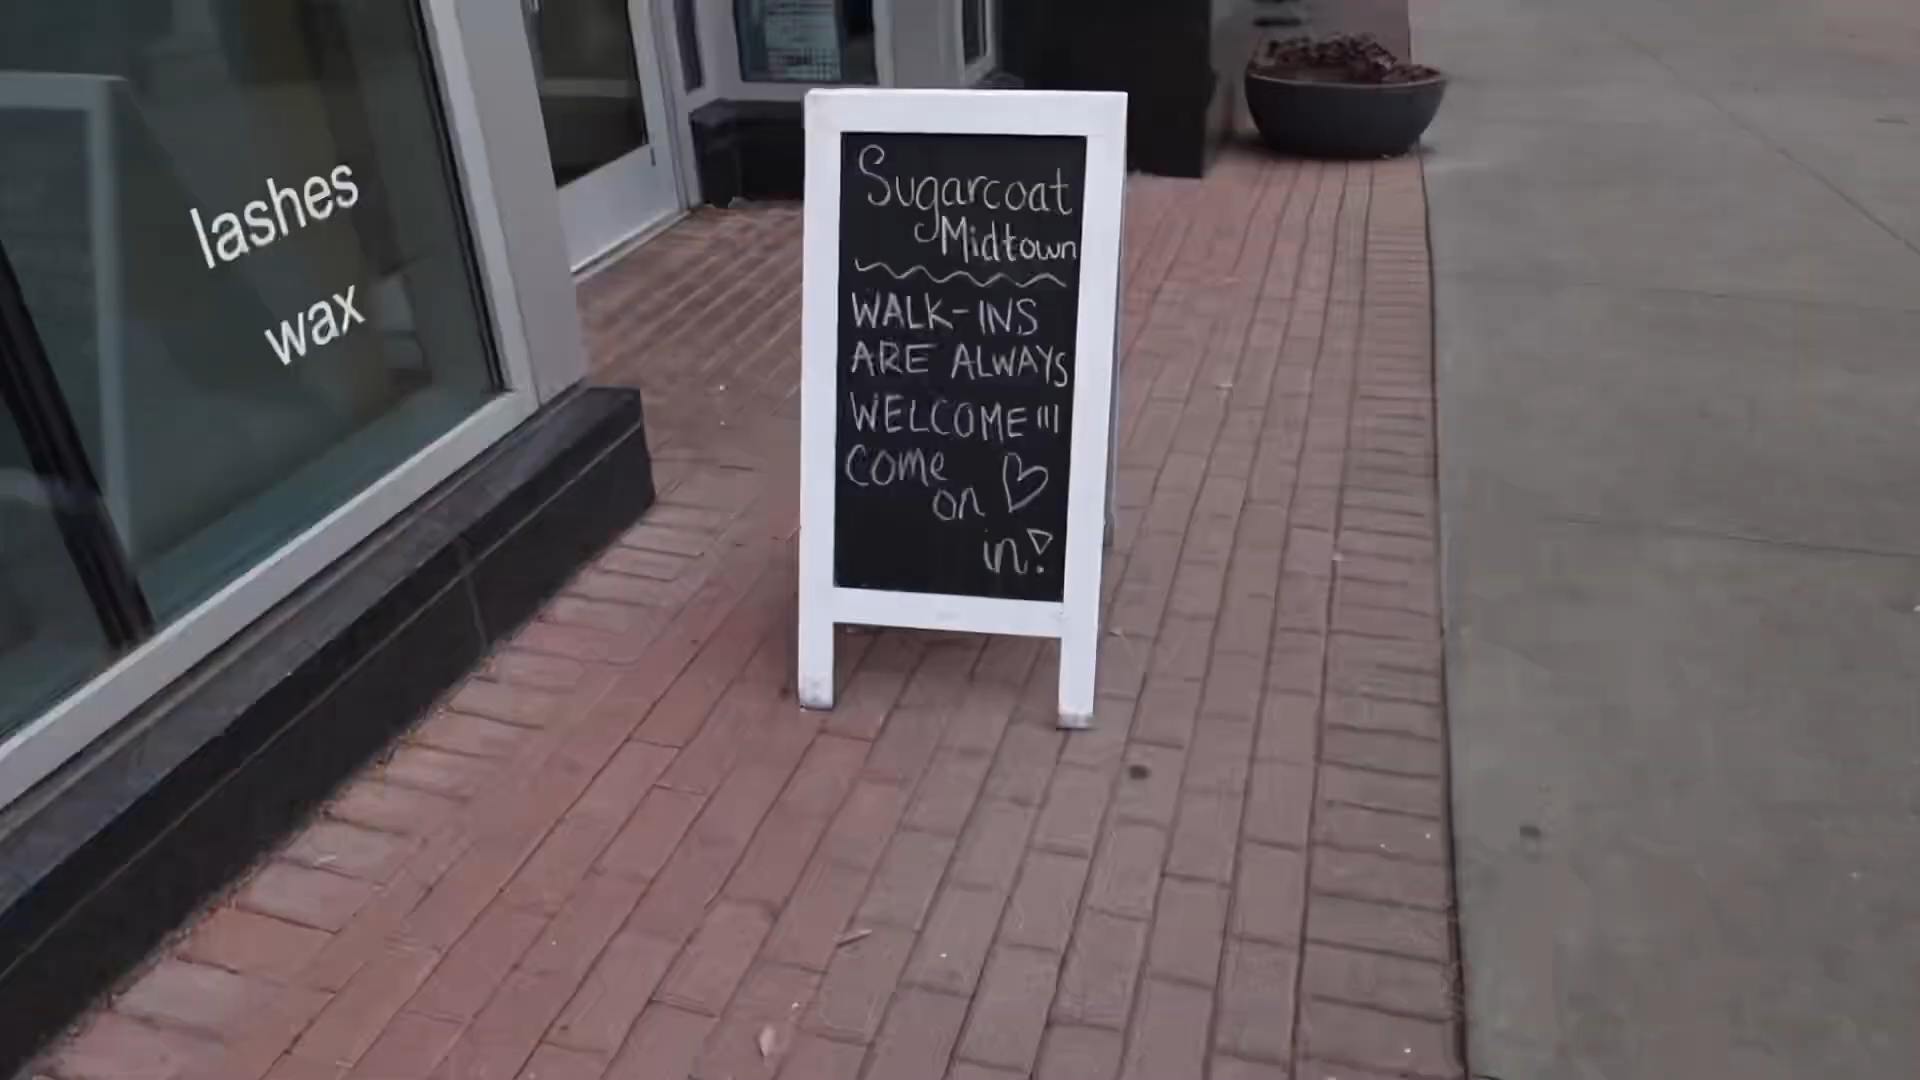 lashes
wax
Sugarcoat
Midtown
WALK-INS
ARE ALWAYS
WELCOME!!!
come
on
in!